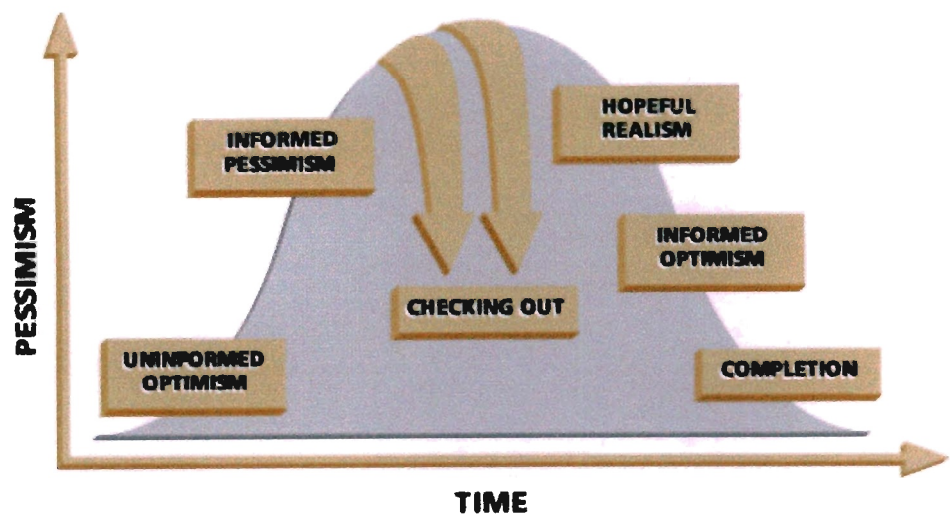 HOPEFUL
REALISM
INFORMED
PESSIMISM
INFORMED
OPTIMISM
CHECKING OUT
UNINFORMED
OPTIMISM
COMPLETION
PESSIMISM
TIME